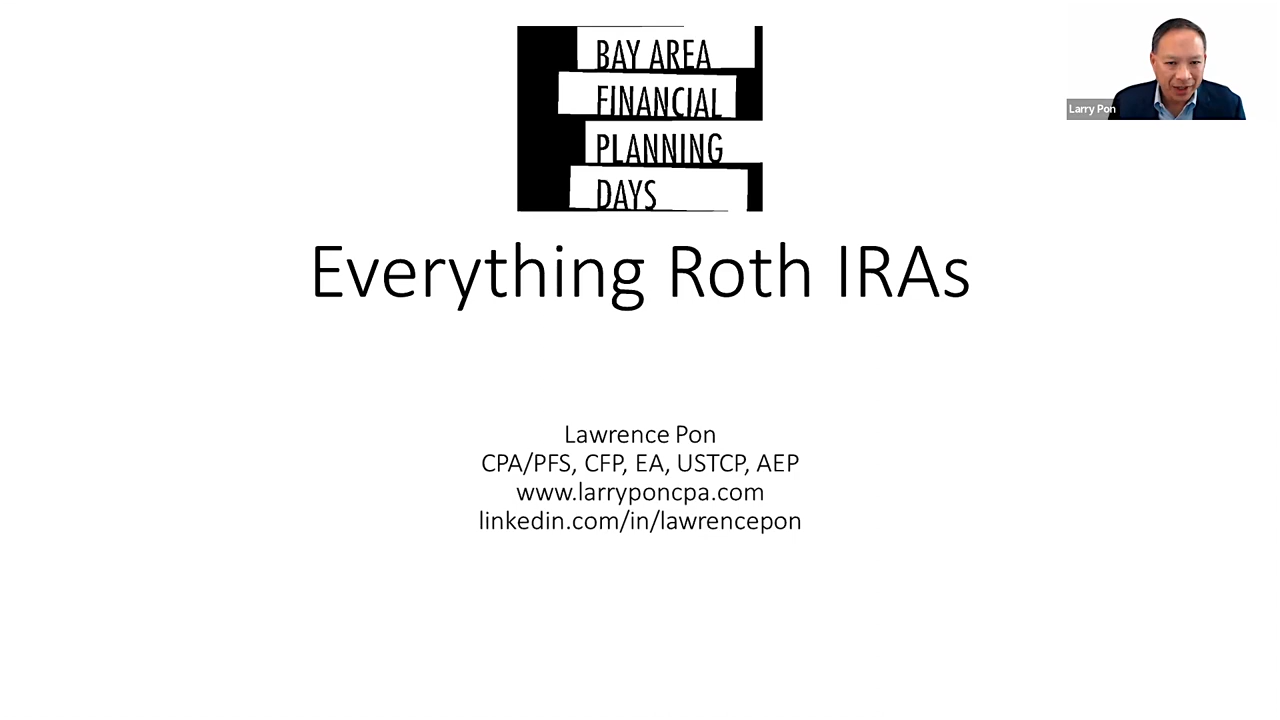 BAY AREA
FINANCIAL
PLANNING
DAYS
Larry Pon
Everything Roth IRAs
Lawrence Pon
CPA/PFS, CFP, EA, USTCP, AEP
www.larryponcpa.com
linkedin.com/in/lawrencepon